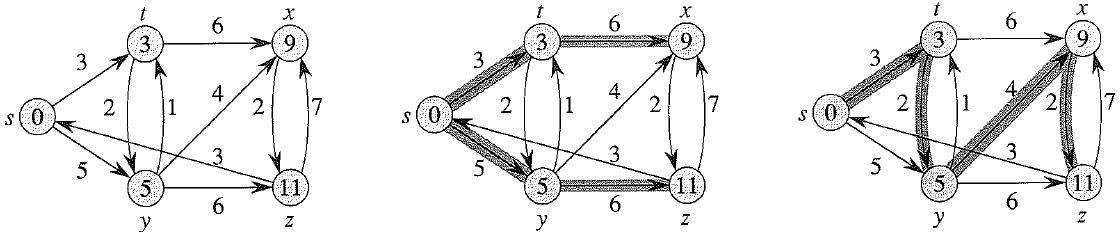 t x t x t x
6 6 6
3 9 3 9 3 9
3 3 3
2 1 4 2 7 2 1 4 2 7 2 1 4 2 7
s 0 s 0 s 0
5 3 5 3 5 3
5 11 5 11 5 11
6 6 6
y z y z y z